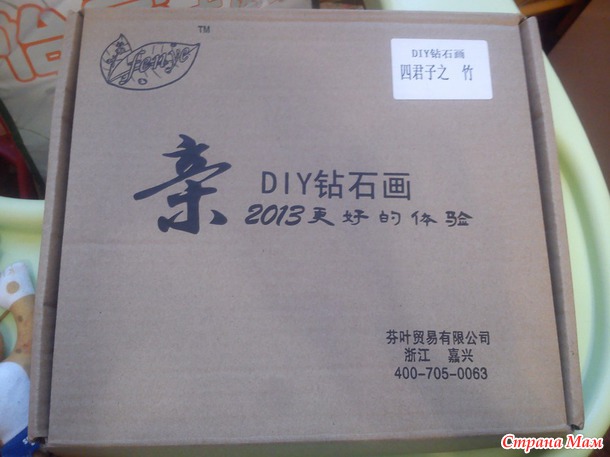 fenye
TM
DIY钻石画
四君子之 竹
亲
DIY钻石画
2013更好的体验
芬叶贸易有限公司
浙江 嘉兴
400-705-0063
Страна Мам